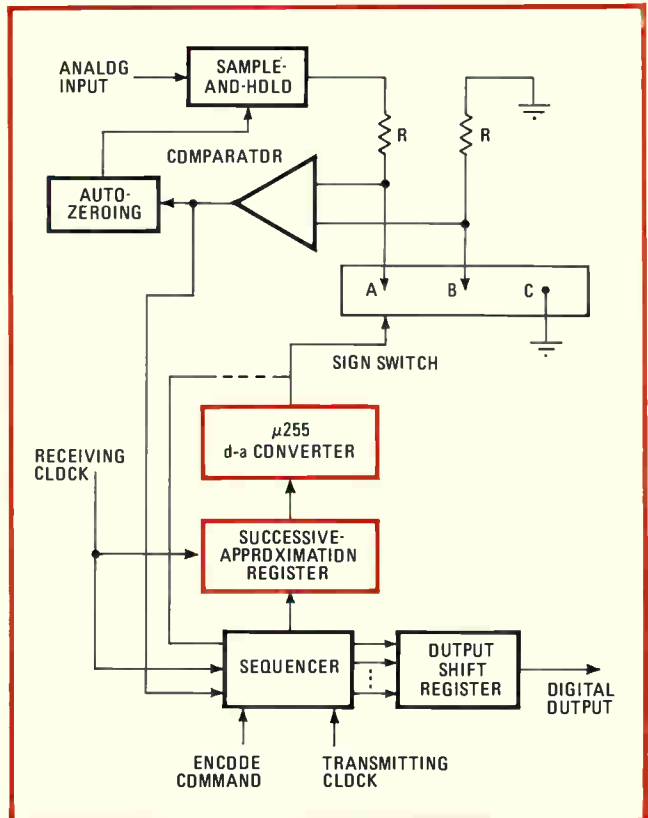 ANALOG
INPUT
SAMPLE-
AND-HOLD
R
R
COMPARATOR
AUTO-
ZEROING
A
B
C
SIGN SWITCH
μ255
d-a CONVERTER
RECEIVING
CLOCK
SUCCESSIVE-
APPROXIMATION
REGISTER
SEQUENCER
OUTPUT
SHIFT
REGISTER
DIGITAL
OUTPUT
ENCODE
COMMAND
TRANSMITTING
CLOCK